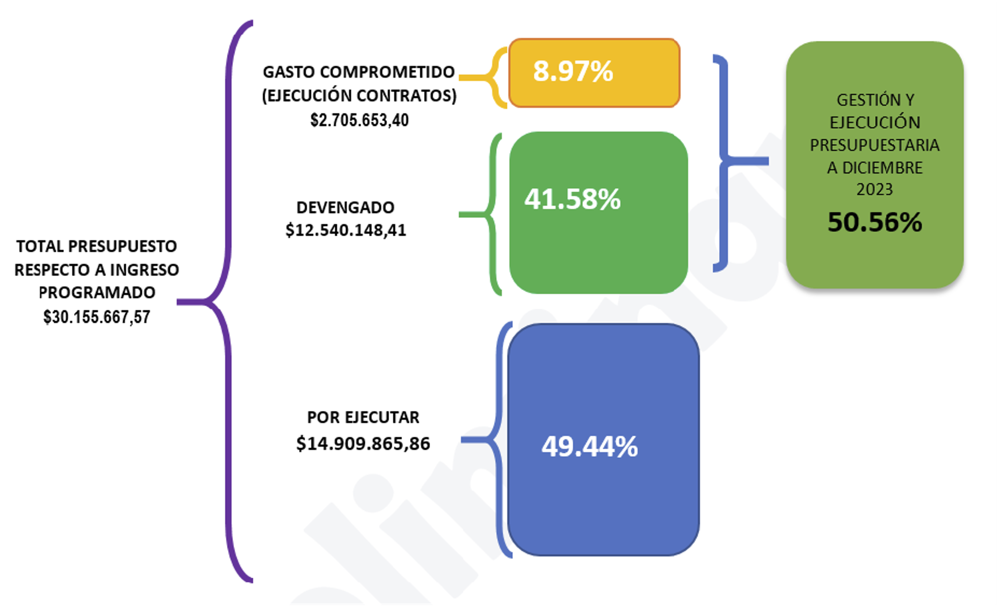 TOTAL PRESUPUESTO
RESPECTO A INGRESO
PROGRAMADO
$30.155.667,57
GASTO COMPROMETIDO
(EJECUCIÓN CONTRATOS)
$2.705.653,40
8.97%
DEVENGADO
$12.540.148,41
41.58%
POR EJECUTAR
$14.909.865,86
49.44%
GESTIÓN Y
EJECUCIÓN
PRESUPUESTARIA
A DICIEMBRE
2023
50.56%